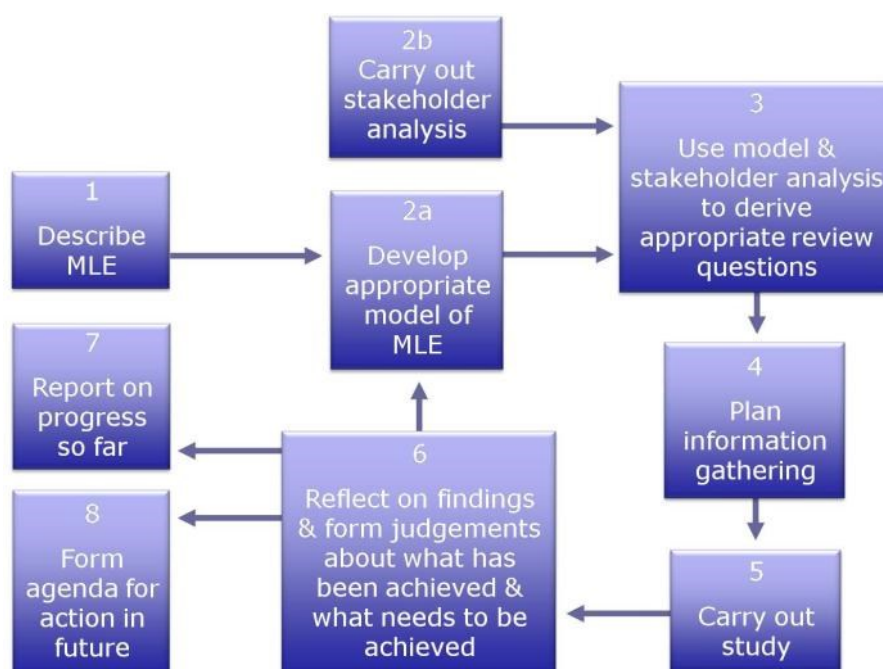 1
Describe
MLE
2a
Develop
appropriate
model of
MLE
2b
Carry out
stakeholder
analysis
3
Use model &
stakeholder analysis
to derive
appropriate review
questions
4
Plan
information
gathering
5
Carry out
study
6
Reflect on findings
& form judgements
about what has
been achieved &
what needs to be
achieved
7
Report on
progress
so far
8
Form
agenda for
action in
future